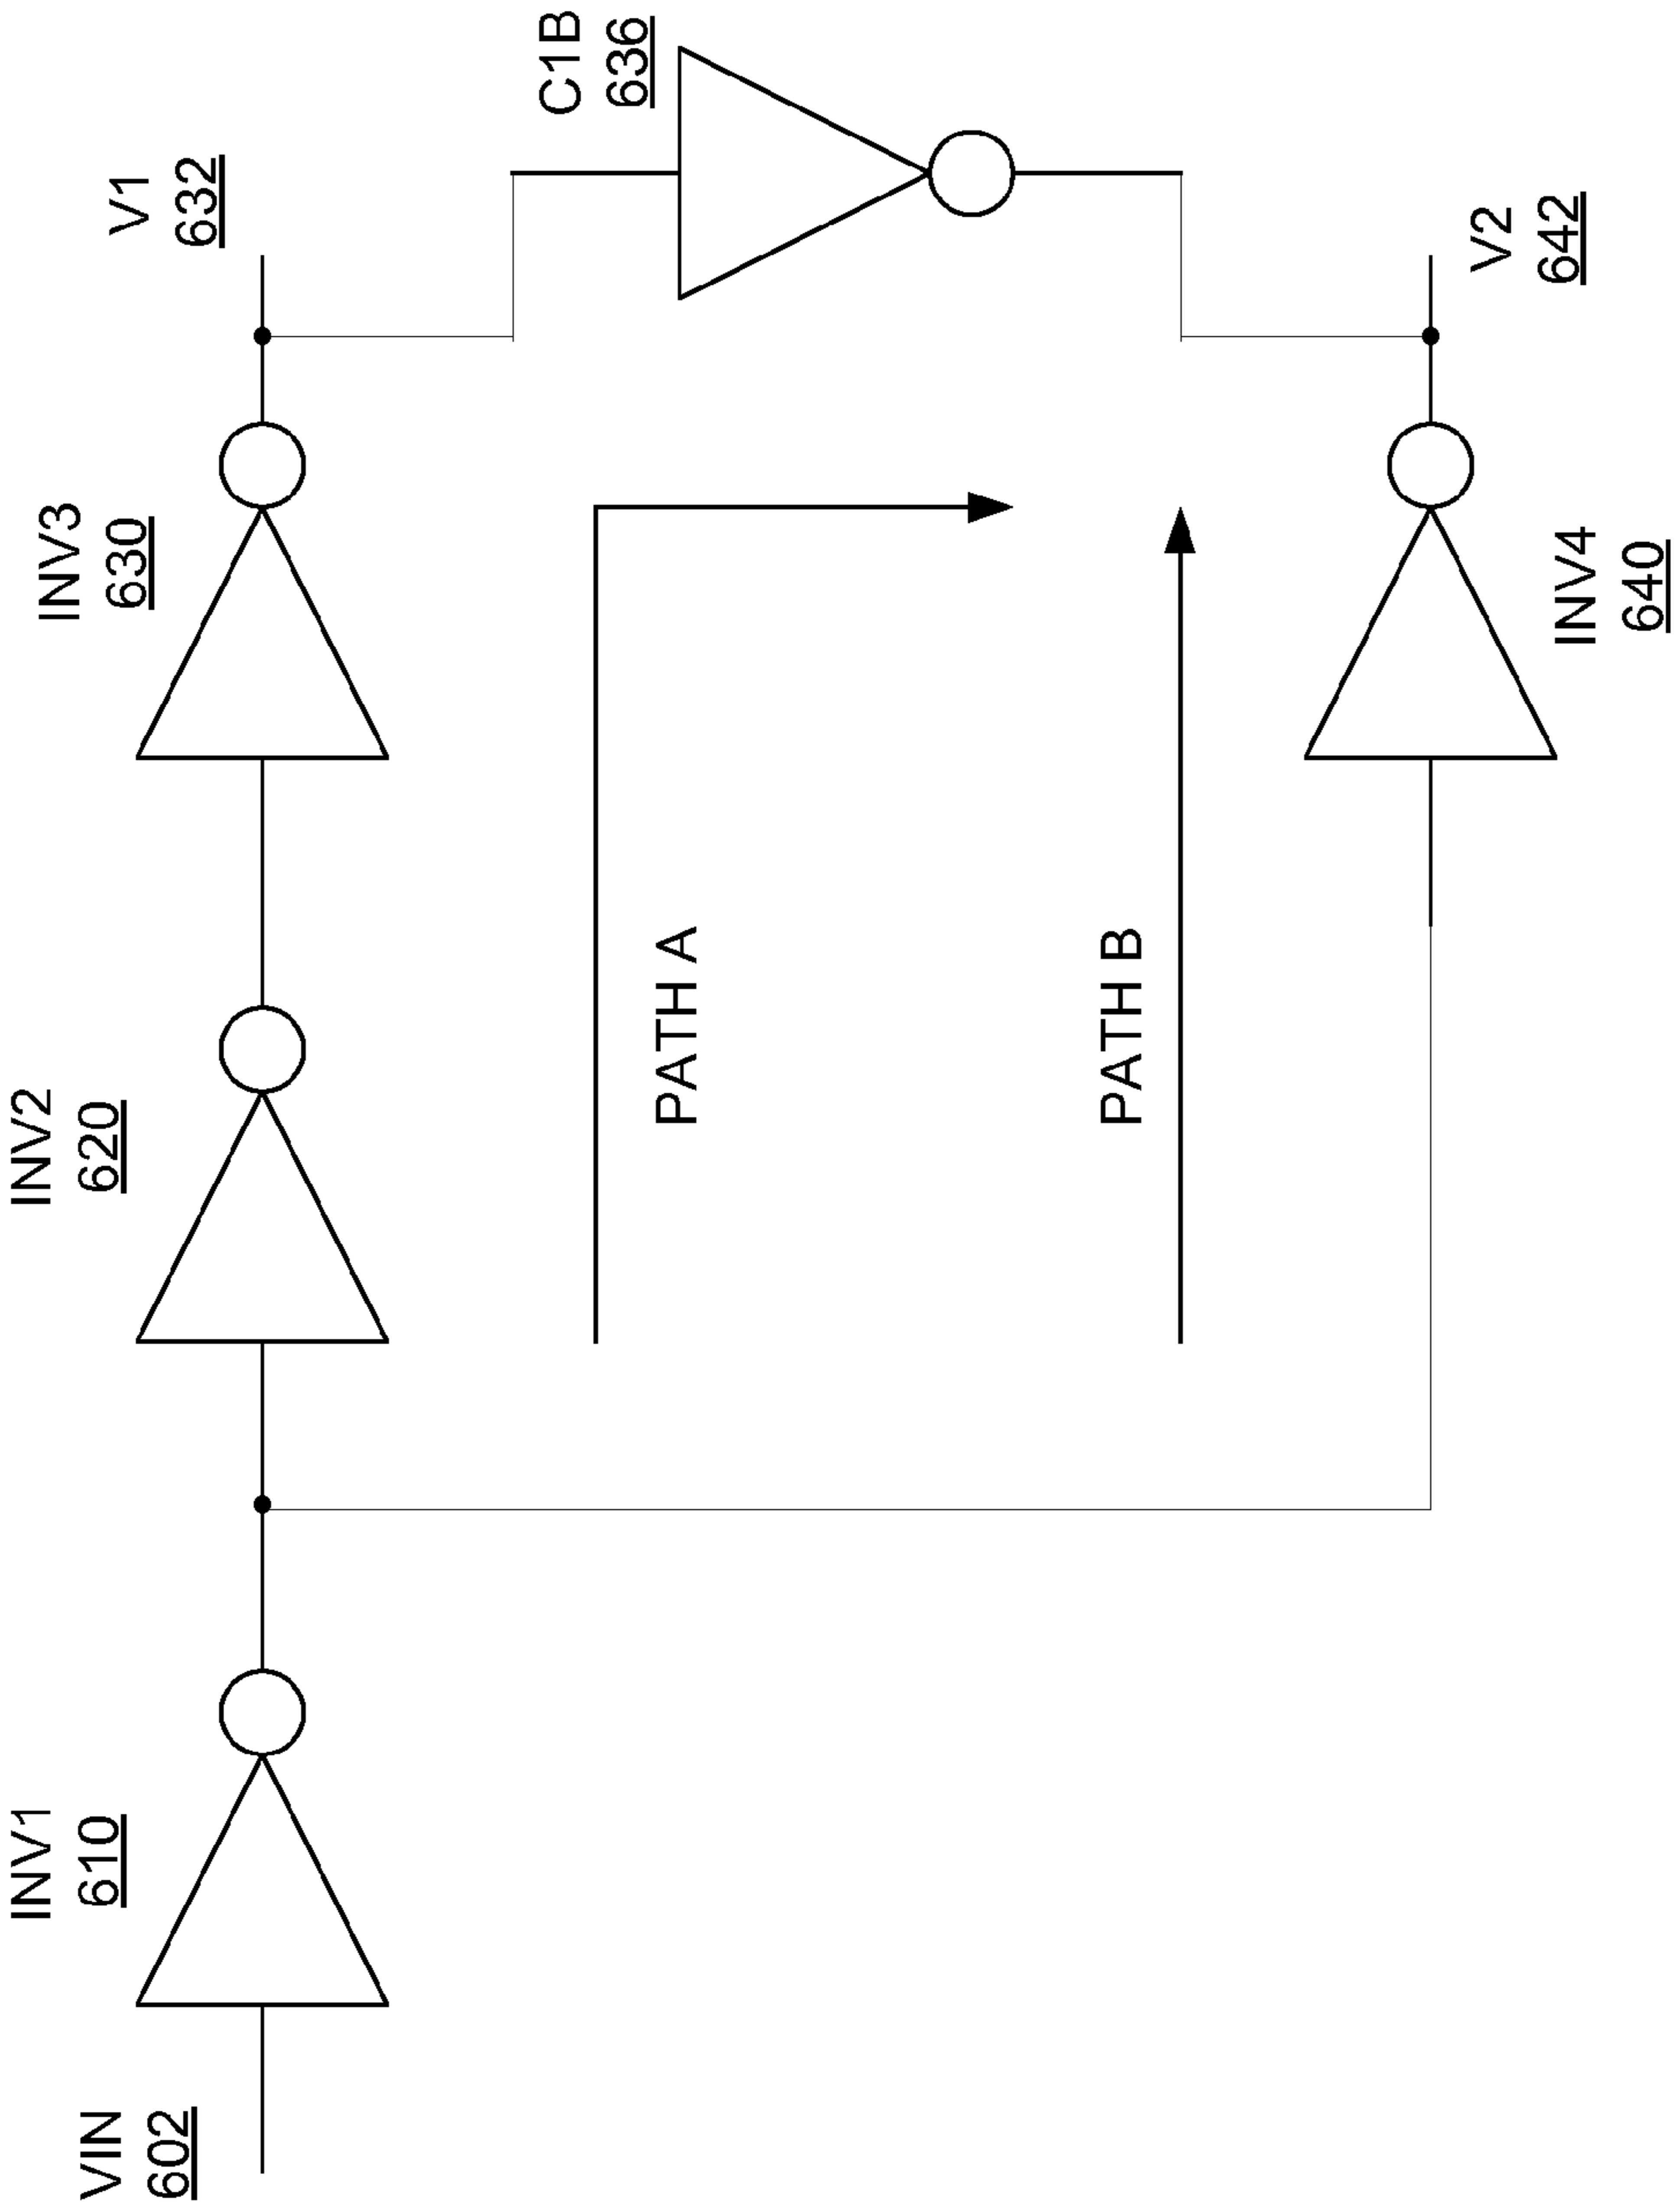 VIN
602
INV1
610
INV2
620
INV3
630
V1
632
C1B
636
PATH A
PATH B
INV4
640
V2
642